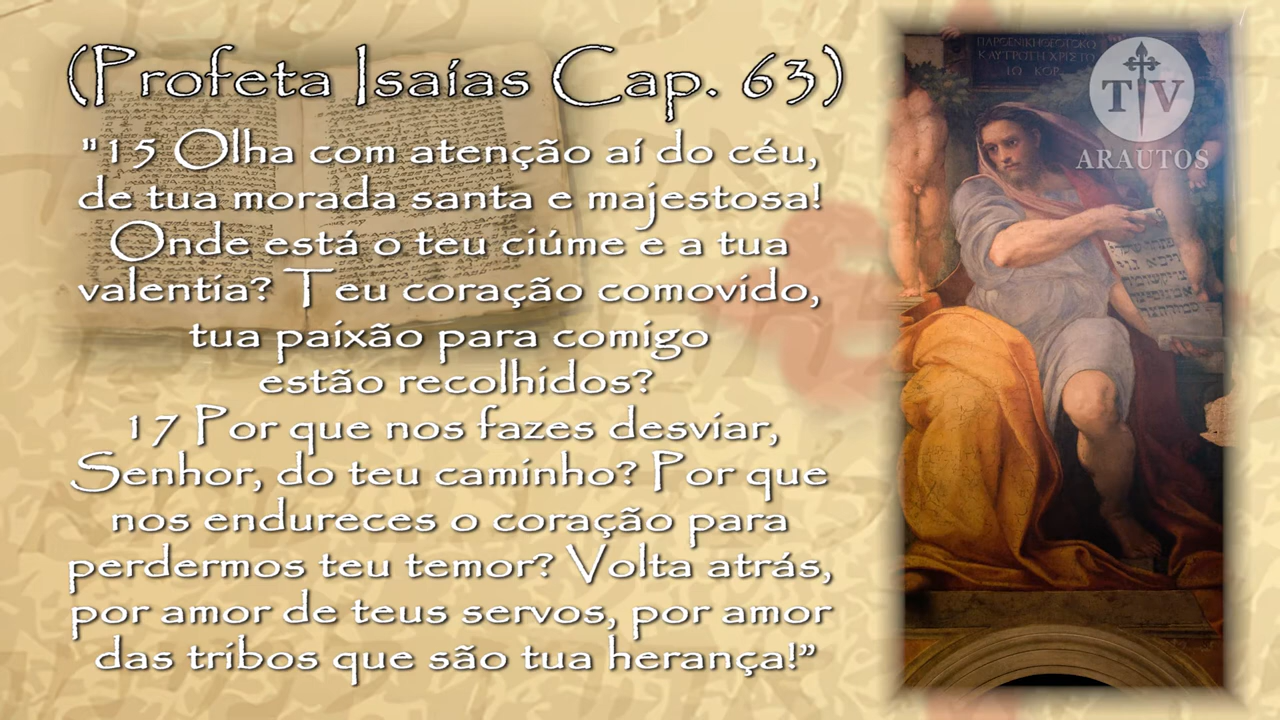 (Profeta Isaías Cap. 63)
"15 Olha com atenção aí do céu,
de tua morada santa e majestosa!
Onde está o teu ciúme e a tua
valentia? Teu coração comovido,
tua paixão para comigo
estão recolhidos?
17 Por que nos fazes desviar,
Senhor, do teu caminho? Por que
nos endureces o coração para
perdermos teu temor? Volta atrás,
por amor de teus servos, por amor
das tribos que são tua herança!”
TV
ARAUTOS